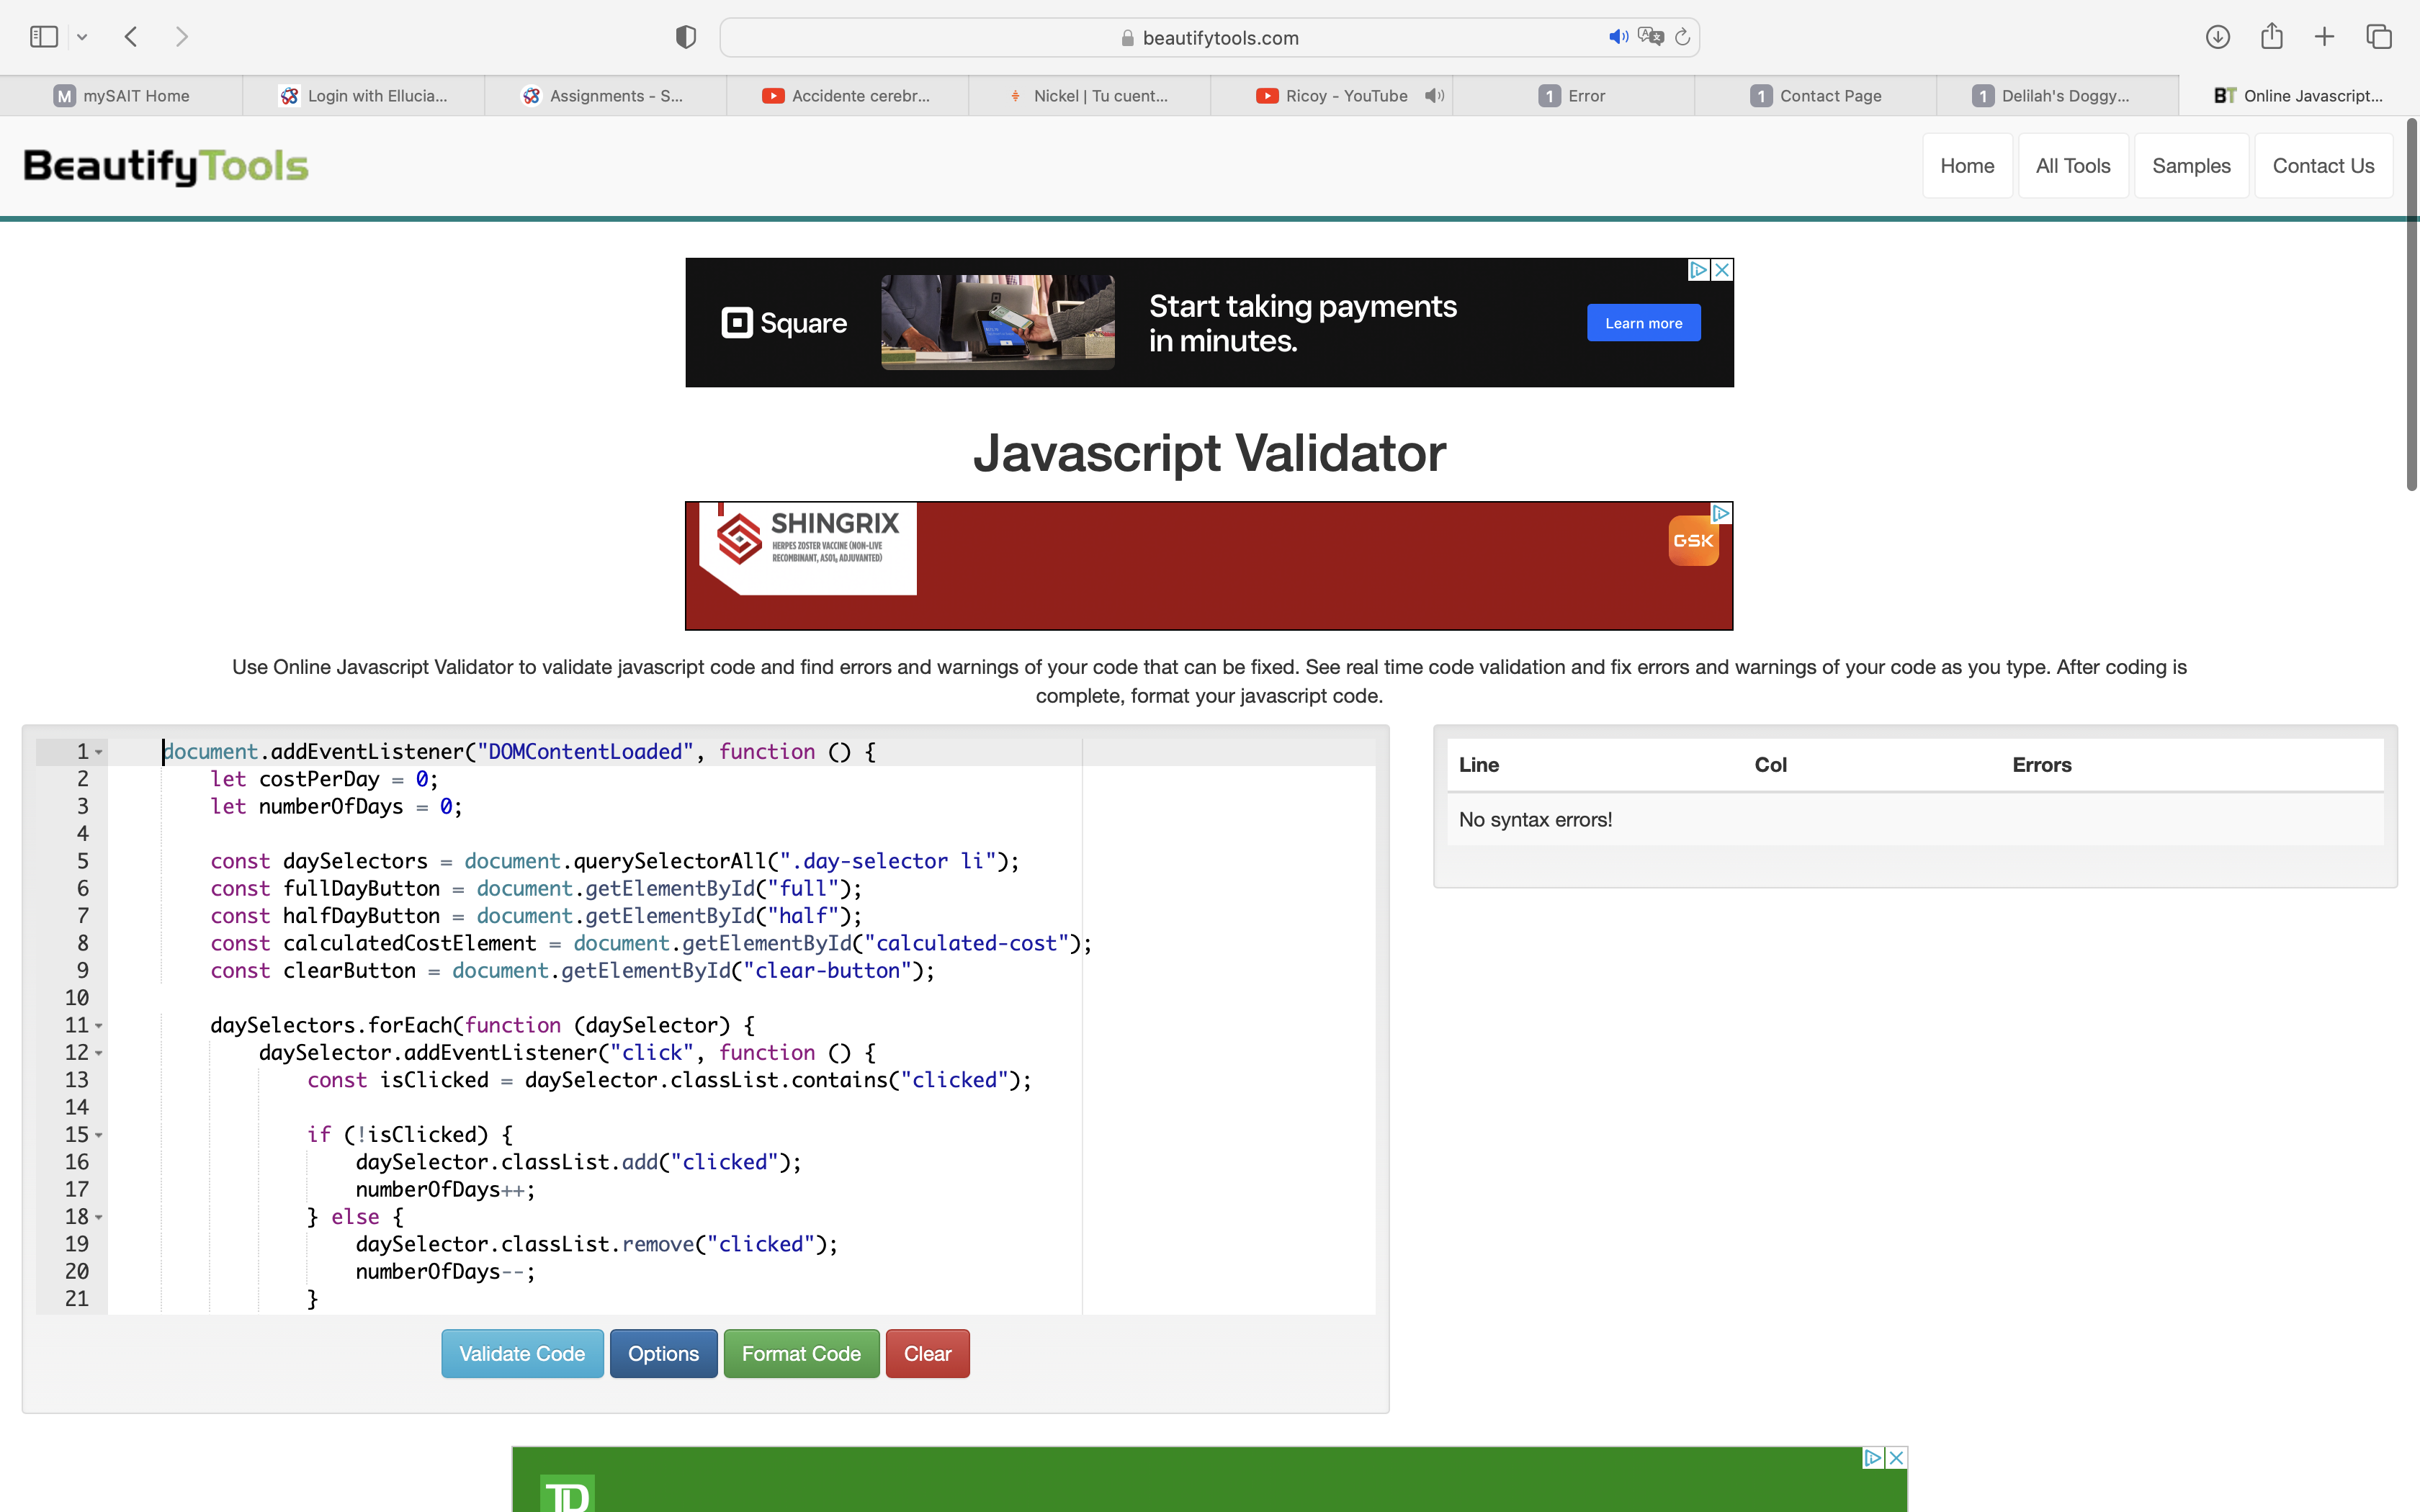 beautifytools.com
M mySAIT Home
Login with Ellucia...
Assignments - S...
Accidente cerebr...
Nickel | Tu cuent...
Ricoy - YouTube
1 Error
1 Contact Page
1 Delilah's Doggy...
BT Online Javascript...
BeautifyTools
Home
All Tools
Samples
Contact Us
Square
Start taking payments
in minutes.
Learn more
Javascript Validator
SHINGRIX
HERPES ZOSTER VACCINE (NON-LIVE
RECOMBINANT, AS01B ADJUVANTED)
GSK
Use Online Javascript Validator to validate javascript code and find errors and warnings of your code that can be fixed. See real time code validation and fix errors and warnings of your code as you type. After coding is
complete, format your javascript code.
1 document.addEventListener("DOMContentLoaded", function () {
2 let costPerDay = 0;
3 let numberOfDays = 0;
4
5 const daySelectors = document.querySelectorAll(".day-selector li");
6 const fullDayButton = document.getElementById("full");
7 const halfDayButton = document.getElementById("half");
8 const calculatedCostElement = document.getElementById("calculated-cost");
9 const clearButton = document.getElementById("clear-button");
10
11 daySelectors.forEach(function (daySelector) {
12 daySelector.addEventListener("click", function () {
13 const isClicked = daySelector.classList.contains("clicked");
14
15 if (!isClicked) {
16 daySelector.classList.add("clicked");
17 numberOfDays++;
18 } else {
19 daySelector.classList.remove("clicked");
20 numberOfDays--;
21 }
Validate Code
Options
Format Code
Clear
Line Col Errors
No syntax errors!
TD